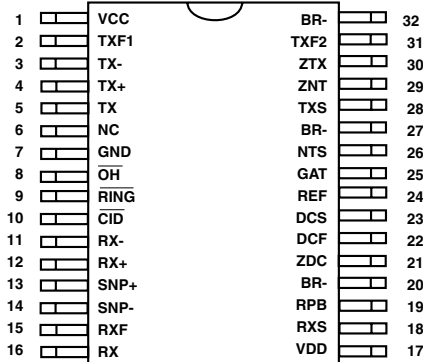 1 VCC BR- 32
2 TXF1 TXF2 31
3 TX- ZTX 30
4 TX+ ZNT 29
5 TX TXS 28
6 NC BR- 27
7 GND NTS 26
8 OH GAT 25
9 RING REF 24
10 CID DCS 23
11 RX- DCF 22
12 RX+ ZDC 21
13 SNP+ BR- 20
14 SNP- RPB 19
15 RXF RXS 18
16 RX VDD 17